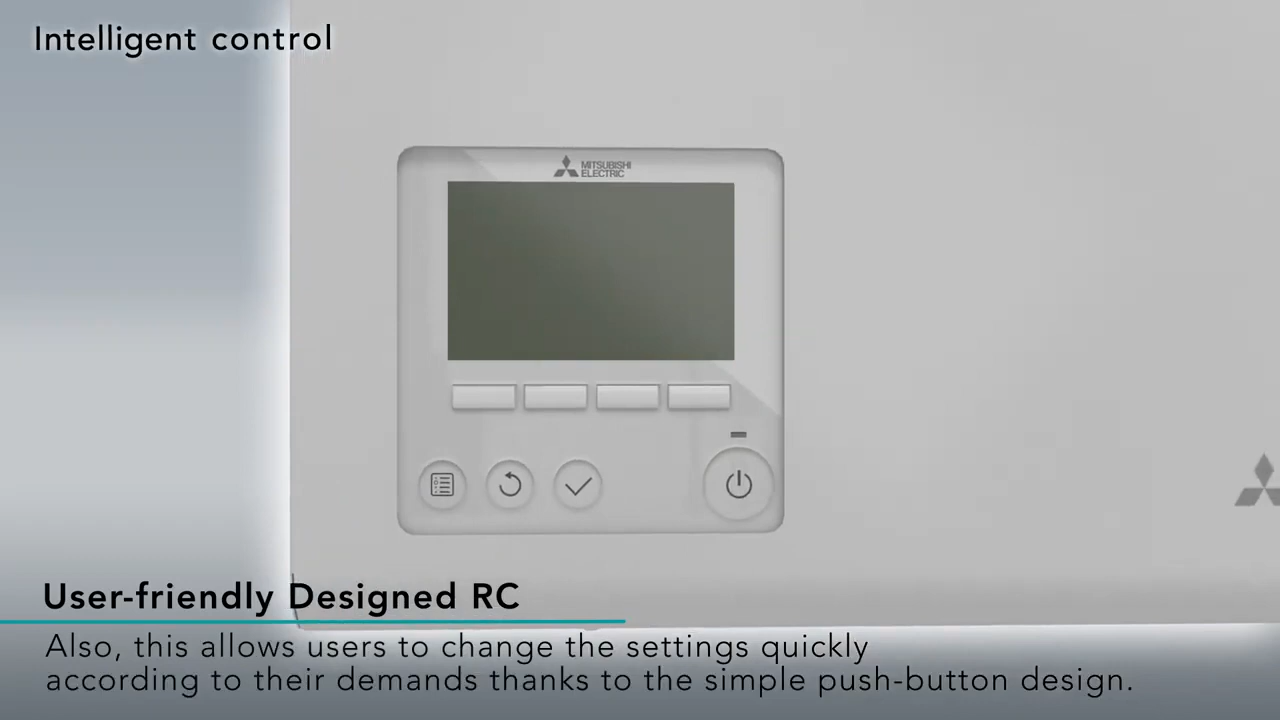 Intelligent control
MITSUBISHI
ELECTRIC
User-friendly Designed RC
Also, this allows users to change the settings quickly
according to their demands thanks to the simple push-button design.